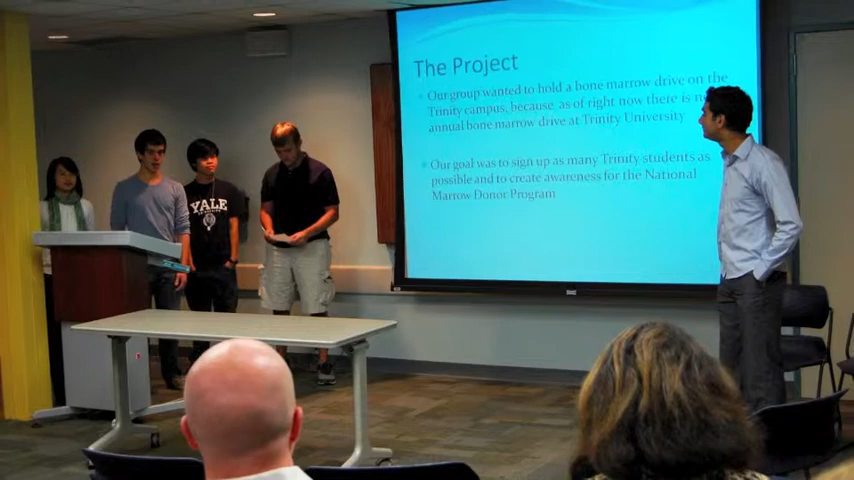 The Project
Our group wanted to hold a bone marrow drive on the
Trinity campus, because, as of right now there is
annual bone marrow drive at Trinity University
Our goal was to sign up as many Trinity students as
possible and to create awareness for the National
Marrow Donor Program
YALE